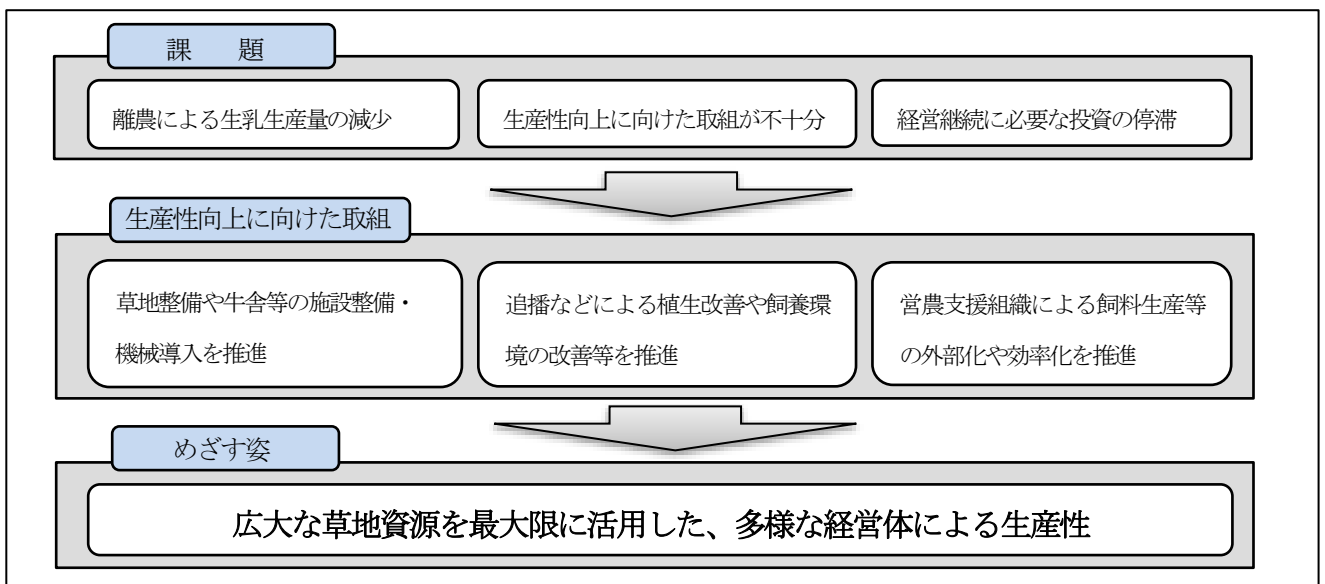 課　題
離農による生乳生産量の減少
生産性向上に向けた取組が不十分
経営継続に必要な投資の停滞
生産性向上に向けた取組
草地整備や牛舎等の施設整備・
機械導入を推進
追播などによる植生改善や飼養環
境の改善等を推進
営農支援組織による飼料生産等
の外部化や効率化を推進
めざす姿
広大な草地資源を最大限に活用した、多様な経営体による生産性